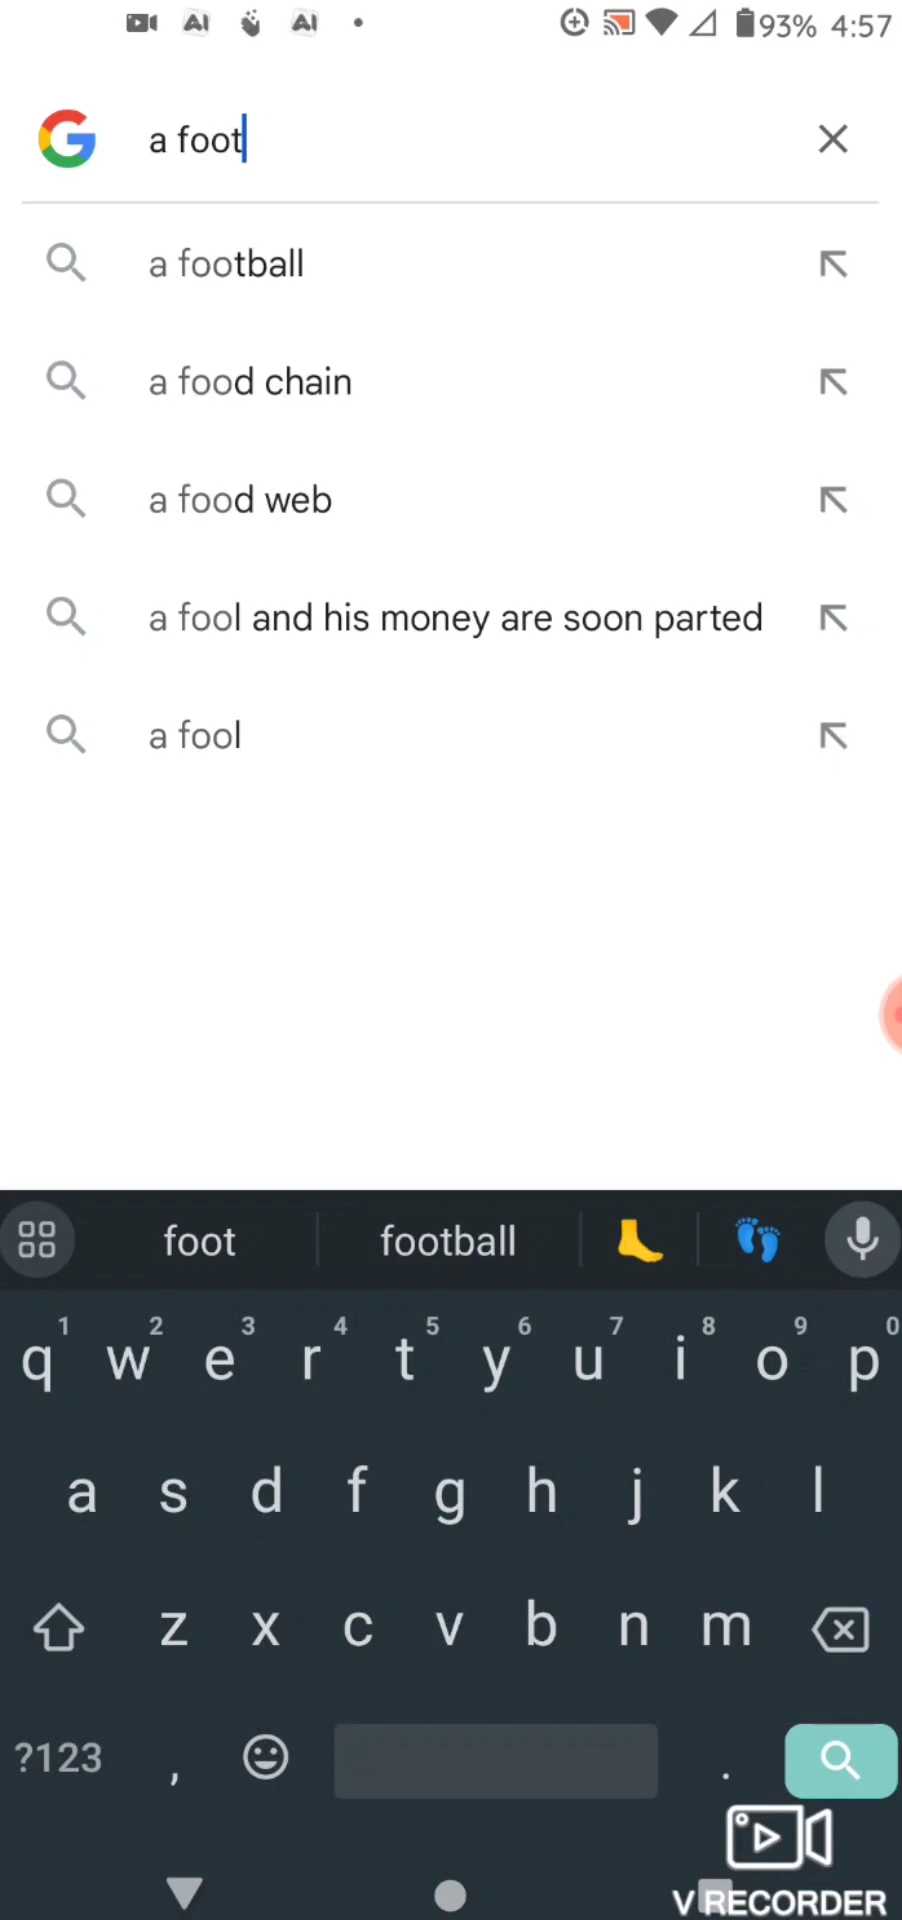 93% 4:57
a foot
a football
a food chain
a food web
a fool and his money are soon parted
a fool
foot football
1 2 3 4 5 6 7 8 9 0
q w e r t y u i o p
a s d f g h j k l
z x c v b n m
?123 , .
V RECORDER